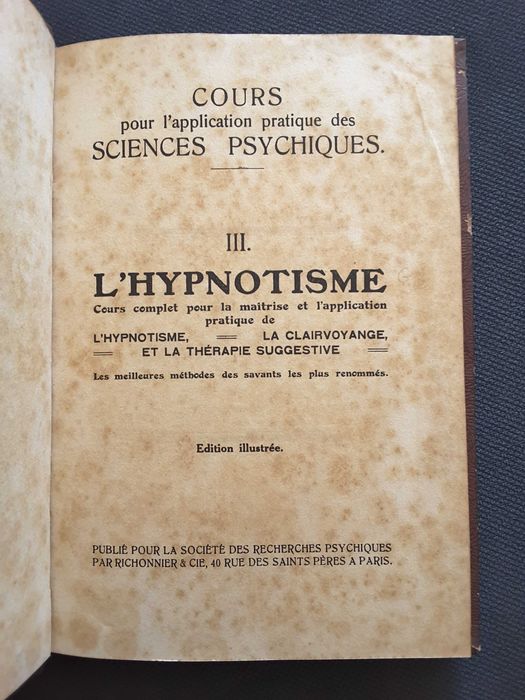 COURS
pour l'application pratique des
SCIENCES PSYCHIQUES.
III.
L'HYPNOTISME
Cours complet pour la maîtrise et l'application
pratique de
L'HYPNOTISME, LA CLAIRVOYANGE,
ET LA THÉRAPIE SUGGESTIVE
Les meilleures méthodes des savants les plus renommés.
Edition illustrée.
PUBLIÉ POUR LA SOCIÉTÉ DES RECHERCHES PSYCHIQUES
PAR RICHONNIER & CIE, 40 RUE DES SAINTS PÈRES A PARIS.